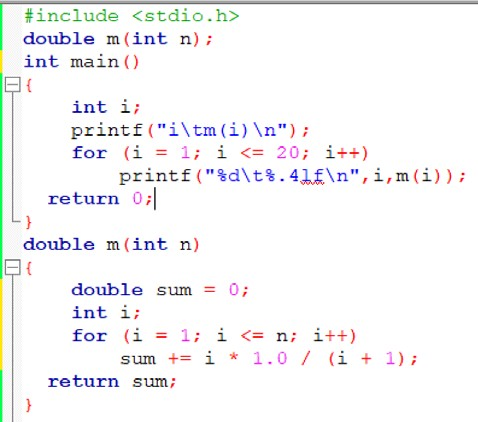 #include <stdio.h>
double m(int n);
int main()
{
    int i;
    printf("i\tm(i)\n");
    for (i = 1; i <= 20; i++)
        printf("%d\t%.4lf\n",i,m(i));
  return 0;
}
double m(int n)
{
    double sum = 0;
    int i;
    for (i = 1; i <= n; i++)
        sum += i * 1.0 / (i + 1);
  return sum;
}